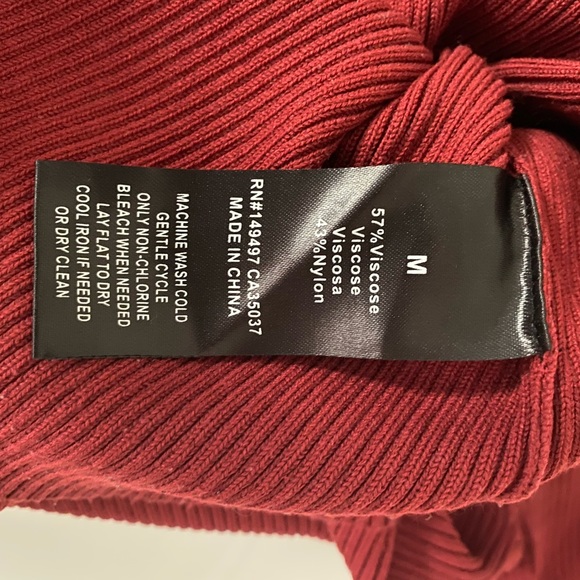 M
57%Viscose
Viscose
Viscosa
43%Nylon
RN#149497 CA35037
MADE IN CHINA
MACHINE WASH COLD
GENTLE CYCLE
ONLY NON-CHLORINE
BLEACH WHEN NEEDED
LAY FLAT TO DRY
COOL IRON IF NEEDED
OR DRY CLEAN